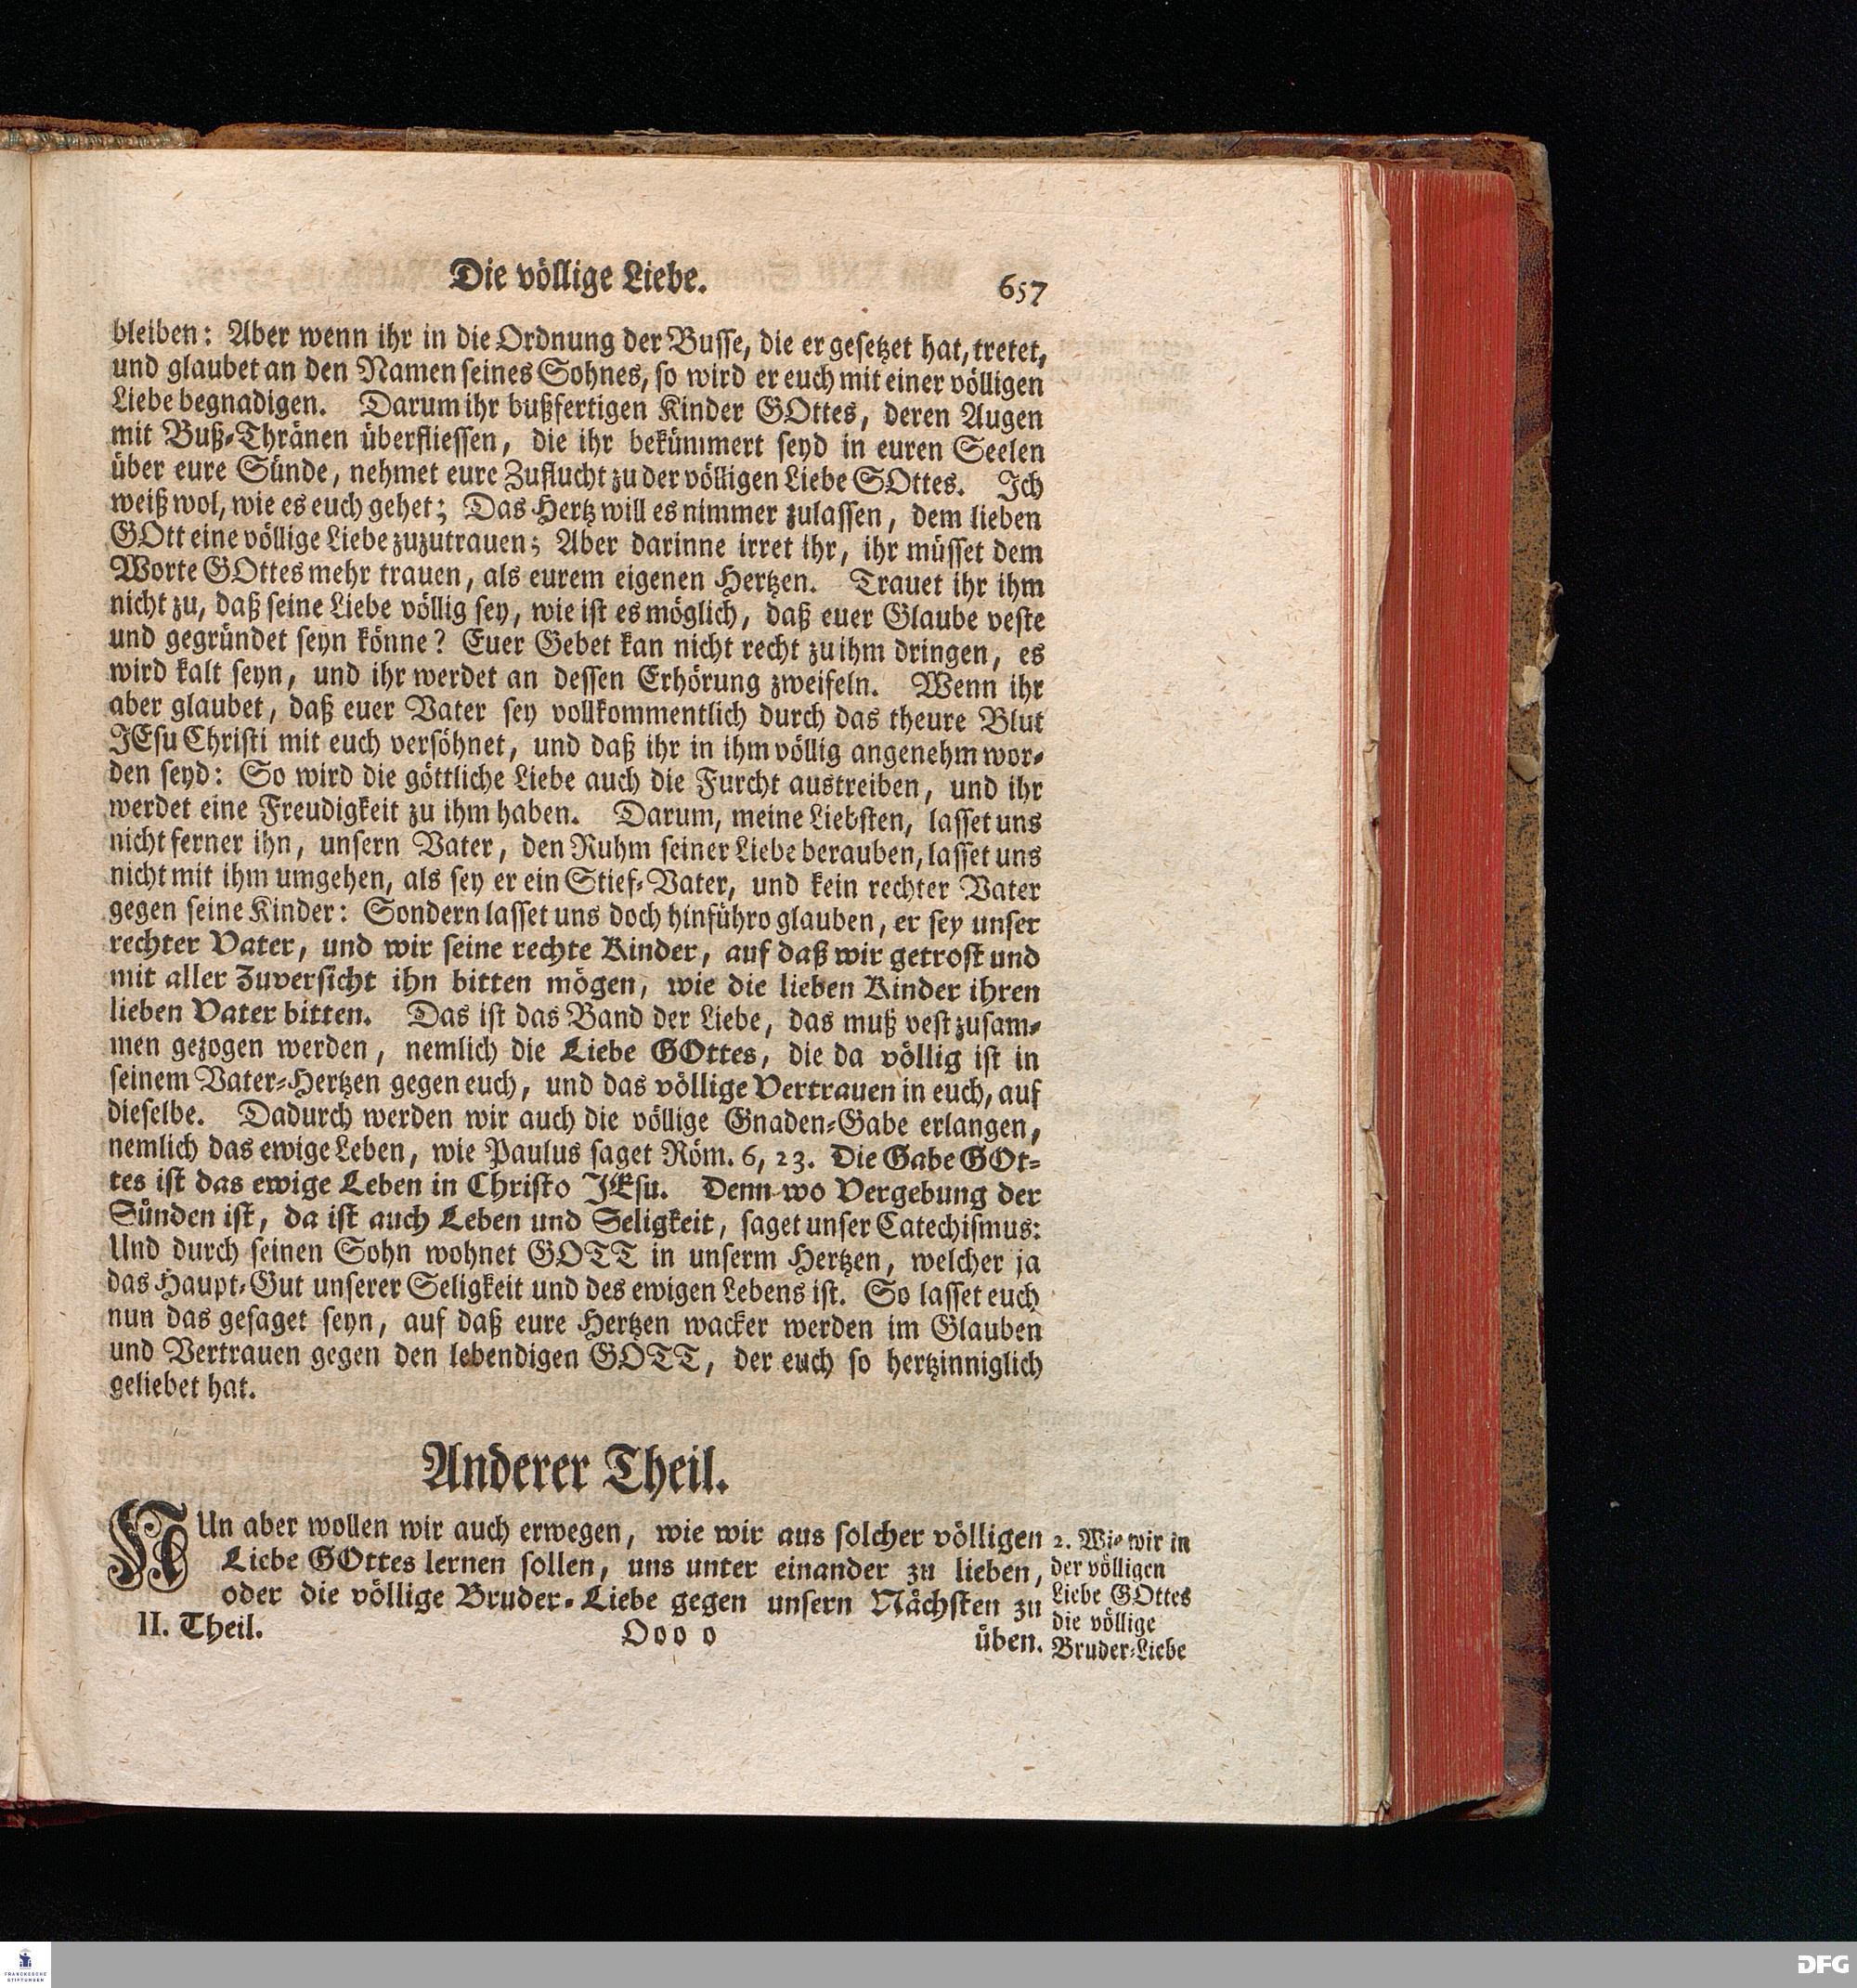 Die völlige Liebe. 657
bleiben: Aber wenn ihr in die Ordnung der Busse, die er gesetzet hat, tretet,
und glaubet an den Namen seines Sohnes, so wird er euch mit einer völligen
Liebe begnadigen. Darum ihr bußfertigen Kinder GOttes, deren Augen
mit Buß-Thränen überfliessen, die ihr bekümmert seyd in euren Seelen
über eure Sünde, nehmet eure Zuflucht zu der völligen Liebe GOttes. Ich
weiß wol, wie es euch gehet; Das Hertz will es nimmer zulassen, dem lieben
GOtt eine völlige Liebe zuzutrauen; Aber darinne irret ihr, ihr müsset dem
Worte GOttes mehr trauen, als eurem eigenen Hertzen. Trauet ihr ihm
nicht zu, daß seine Liebe völlig sey, wie ist es möglich, daß euer Glaube veste
und gegründet seyn könne? Euer Gebet kan nicht recht zu ihm dringen, es
wird kalt seyn, und ihr werdet an dessen Erhörung zweifeln. Wenn ihr
aber glaubet, daß euer Vater sey vollkommentlich durch das theure Blut
JEsu Christi mit euch versöhnet, und daß ihr in ihm völlig angenehm wor-
den seyd: So wird die göttliche Liebe auch die Furcht austreiben, und ihr
werdet eine Freudigkeit zu ihm haben. Darum, meine Liebsten, lasset uns
nicht ferner ihn, unsern Vater, den Ruhm seiner Liebe berauben, lasset uns
nicht mit ihm umgehen, als sey er ein Stief-Vater, und kein rechter Vater
gegen seine Kinder: Sondern lasset uns doch hinführo glauben, er sey unser
rechter Vater, und wir seine rechte Kinder, auf daß wir getrost und
mit aller Zuversicht ihn bitten mögen, wie die lieben Kinder ihren
lieben Vater bitten. Das ist das Band der Liebe, das muß vest zusam-
men gezogen werden, nemlich die Liebe GOttes, die da völlig ist in
seinem Vater-Hertzen gegen euch, und das völlige Vertrauen in euch, auf
dieselbe. Dadurch werden wir auch die völlige Gnaden-Gabe erlangen,
nemlich das ewige Leben, wie Paulus saget Röm. 6, 23. Die Gabe GOt-
tes ist das ewige Leben in Christo JEsu. Denn wo Vergebung der
Sünden ist, da ist auch Leben und Seligkeit, saget unser Catechismus:
Und durch seinen Sohn wohnet GOTT in unserm Hertzen, welcher ja
das Haupt-Gut unserer Seligkeit und des ewigen Lebens ist. So lasset euch
nun das gesaget seyn, auf daß eure Hertzen wacker werden im Glauben
und Vertrauen gegen den lebendigen GOTT, der euch so hertzinniglich
geliebet hat.
Anderer Theil.
NUn aber wollen wir auch erwegen, wie wir aus solcher völligen
Liebe GOttes lernen sollen, uns unter einander zu lieben,
oder die völlige Bruder-Liebe gegen unsern Nächsten zu
II. Theil. Oooo üben.
2. Wie wir in
der völligen
Liebe GOttes
die völlige
Bruder-Liebe
FRANCKESCHE
STIFTUNGEN
DFG